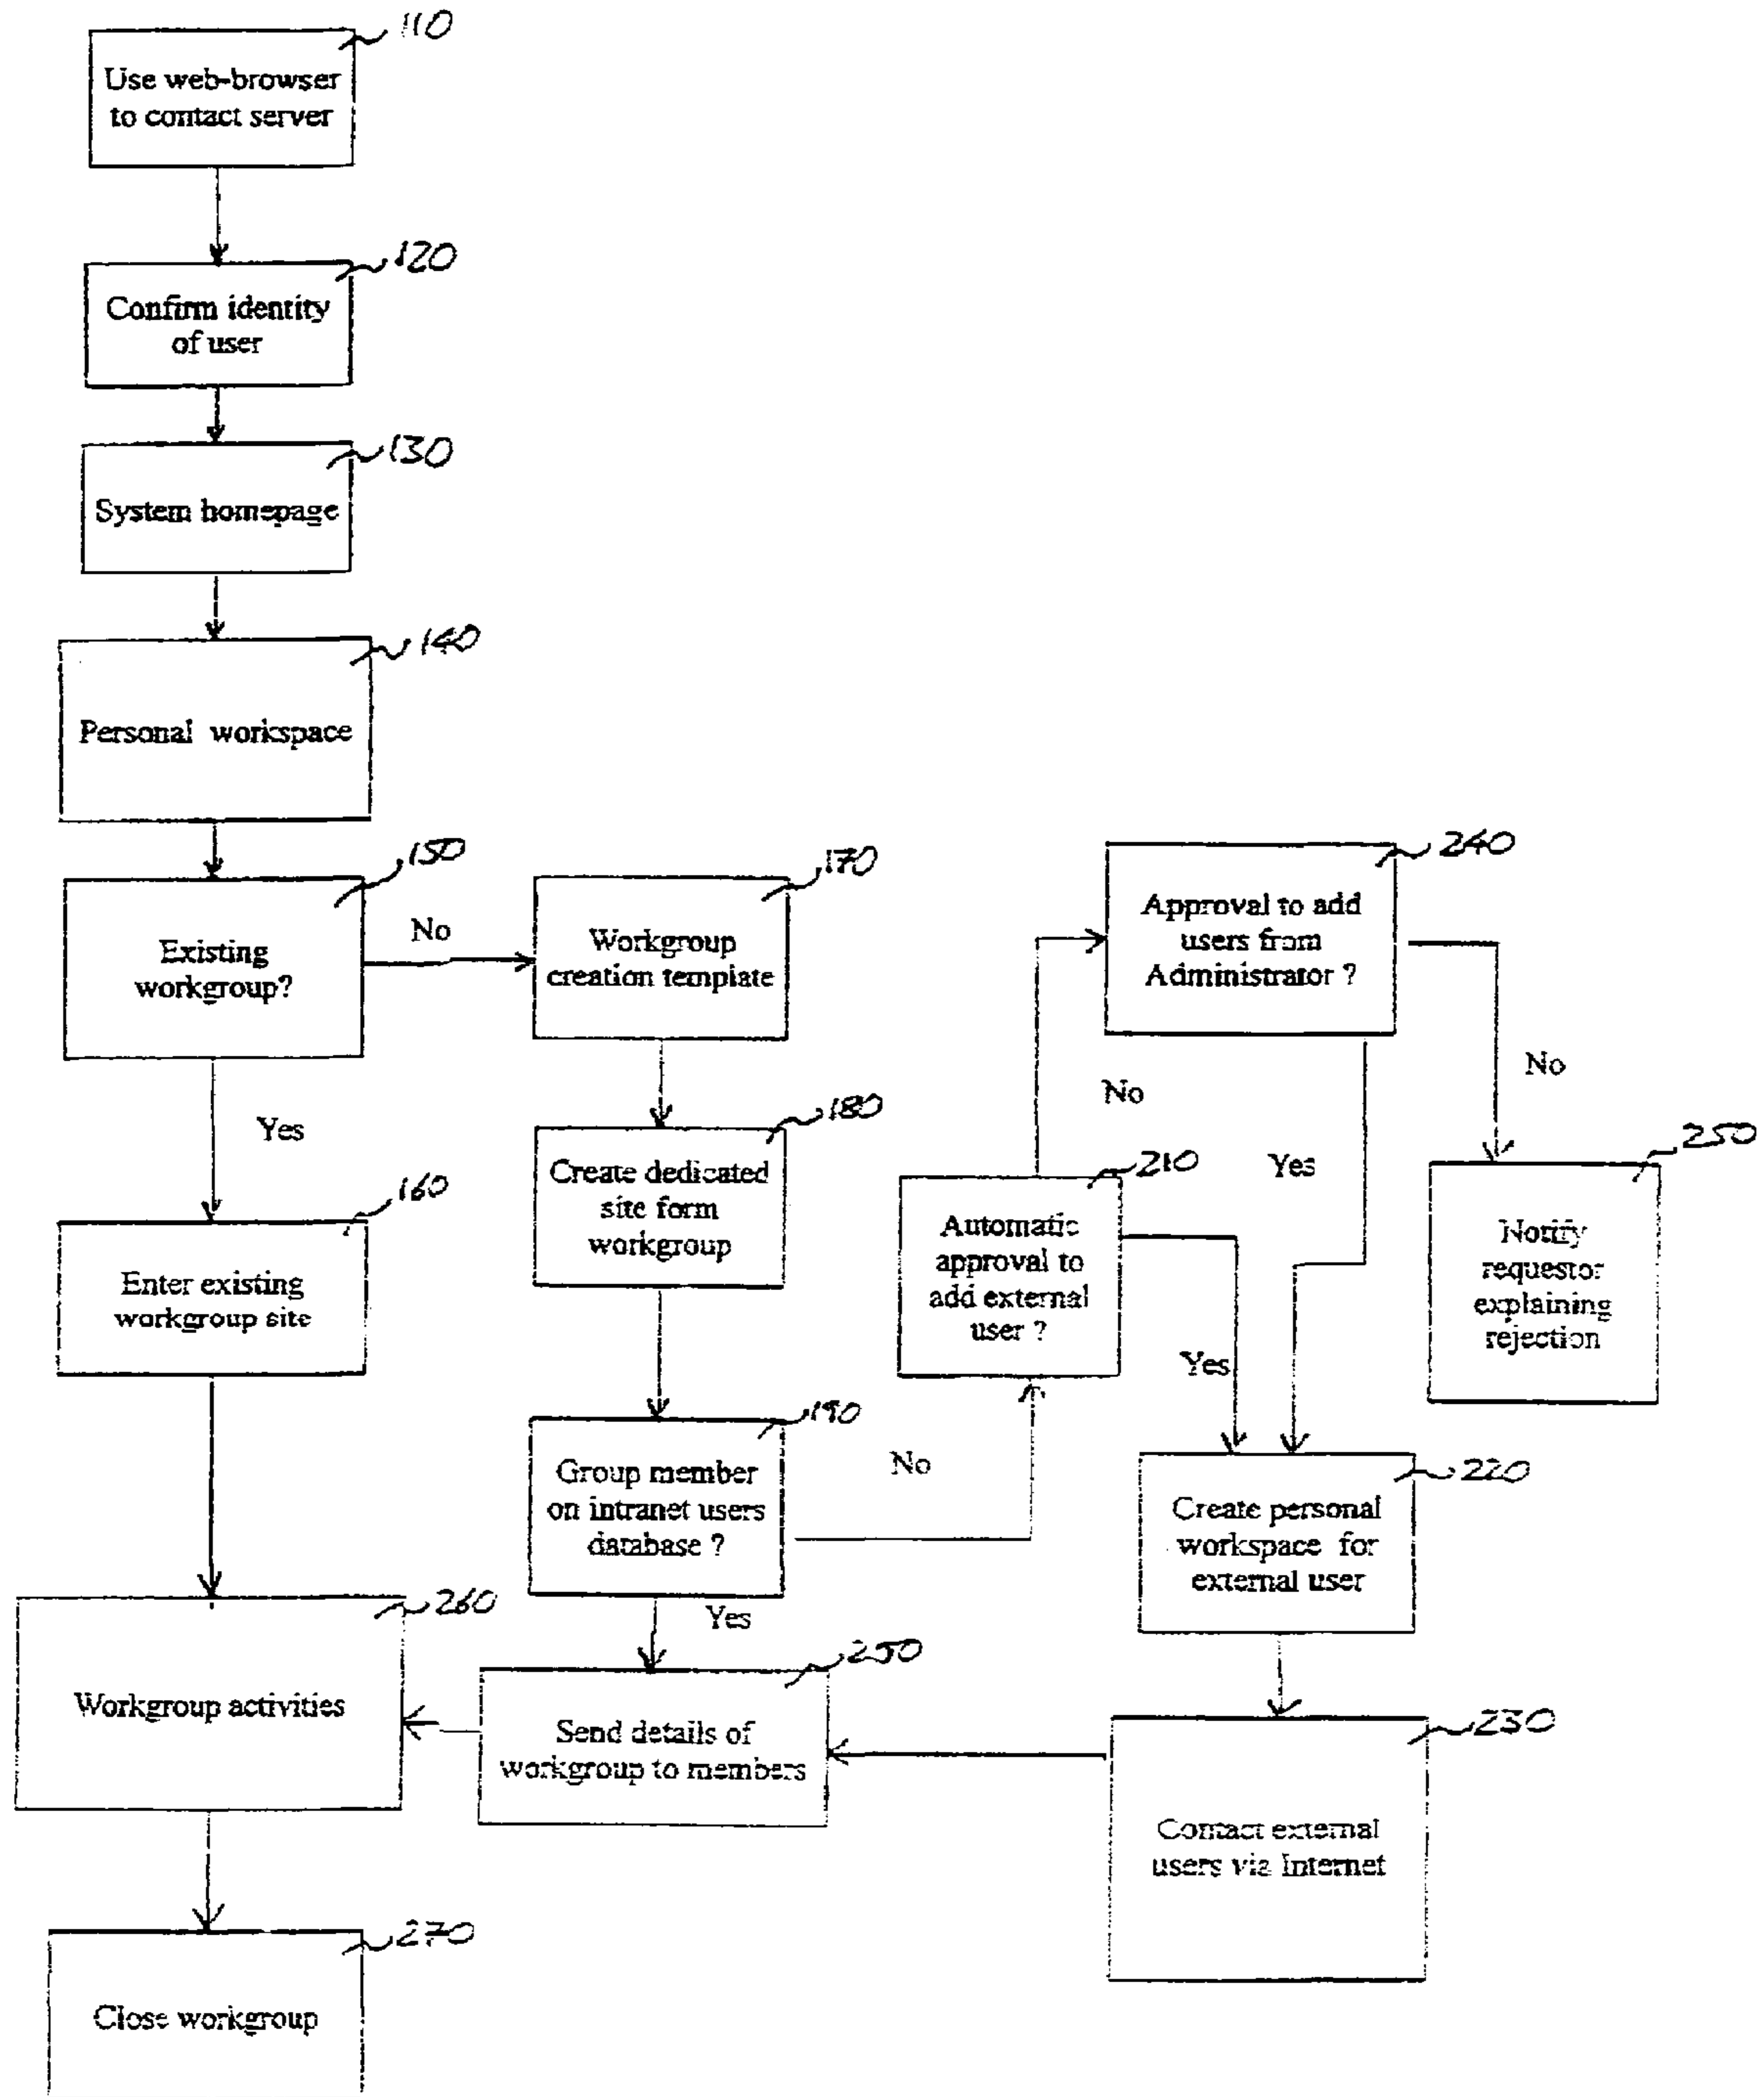 110
Use web-browser
to contact server
120
Confirm identity
of user
130
System homepage
140
Personal workspace
150
Existing
workgroup?
No
Yes
160
Enter existing
workgroup site
170
Workgroup
creation template
180
Create dedicated
site form
workgroup
190
Group member
on intranet users
database ?
No
Yes
210
Automatic
approval to
add external
user ?
No
Yes
240
Approval to add
users from
Administrator ?
No
Yes
250
Notify
requestor
explaining
rejection
220
Create personal
workspace for
external user
230
Contact external
users via Internet
250
Send details of
workgroup to members
260
Workgroup activities
270
Close workgroup